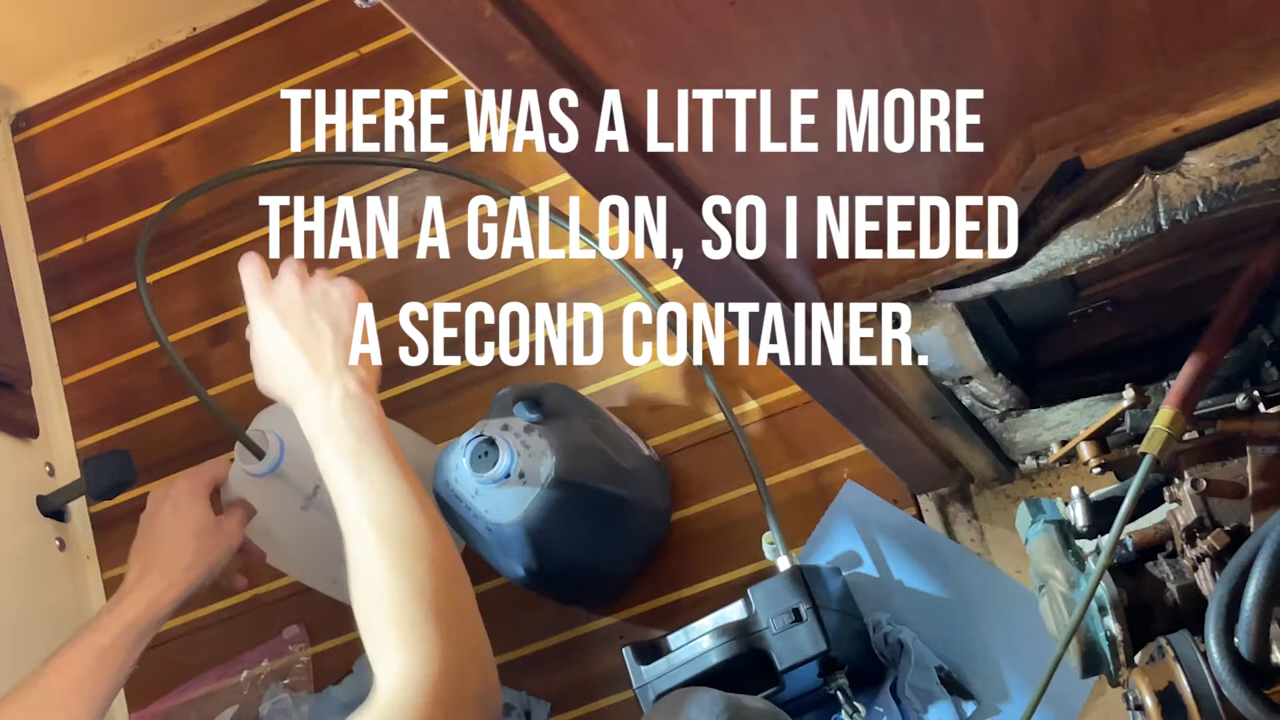 THERE WAS A LITTLE MORE
THAN A GALLON, SO I NEEDED
A SECOND CONTAINER.